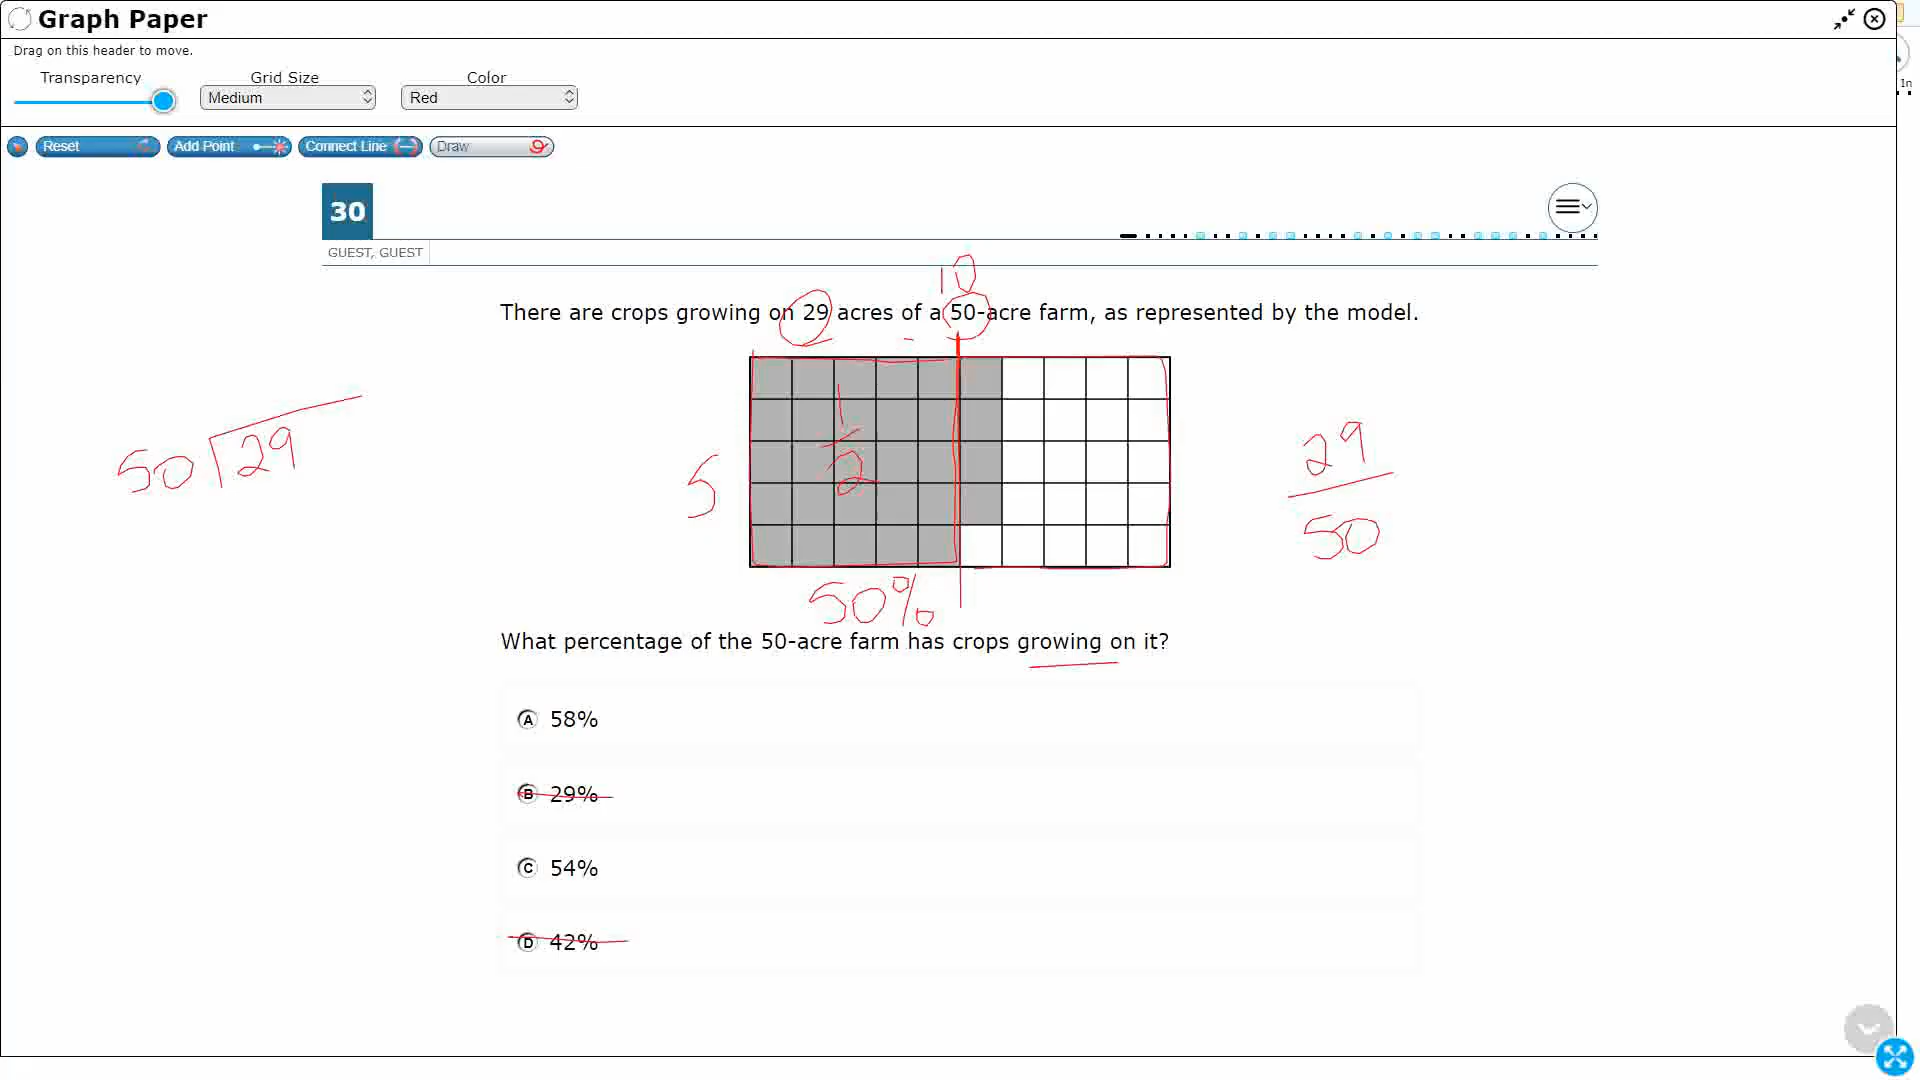 Graph Paper
Drag on this header to move.
Transparency Grid Size Color
Medium Red
Reset Add Point Connect Line Draw
30
GUEST, GUEST
10
There are crops growing on 29 acres of a 50-acre farm, as represented by the model.
50 29
5
1
2
29
50
50%
What percentage of the 50-acre farm has crops growing on it?
A 58%
B 29%
C 54%
D 42%